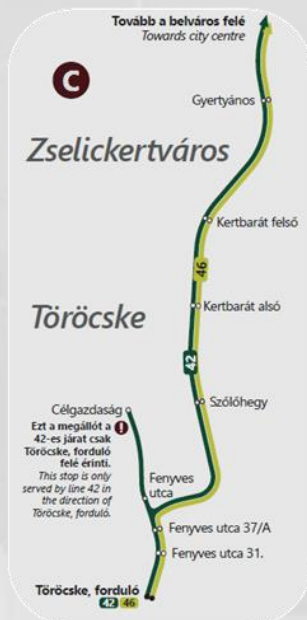 Tovább a belváros felé
Towards city centre
C
Gyertyános
Zselickertváros
Kertbarát felső
46
Töröcske
Kertbarát alsó
42
Szőlőhegy
Célgazdaság
Ezt a megállót a
42-es járat csak
Töröcske, forduló
felé érinti.
This stop is only
served by line 42 in
the direction of
Töröcske, forduló.
!
Fenyves
utca
Fenyves utca 37/A
Fenyves utca 31.
Töröcske, forduló
42 46